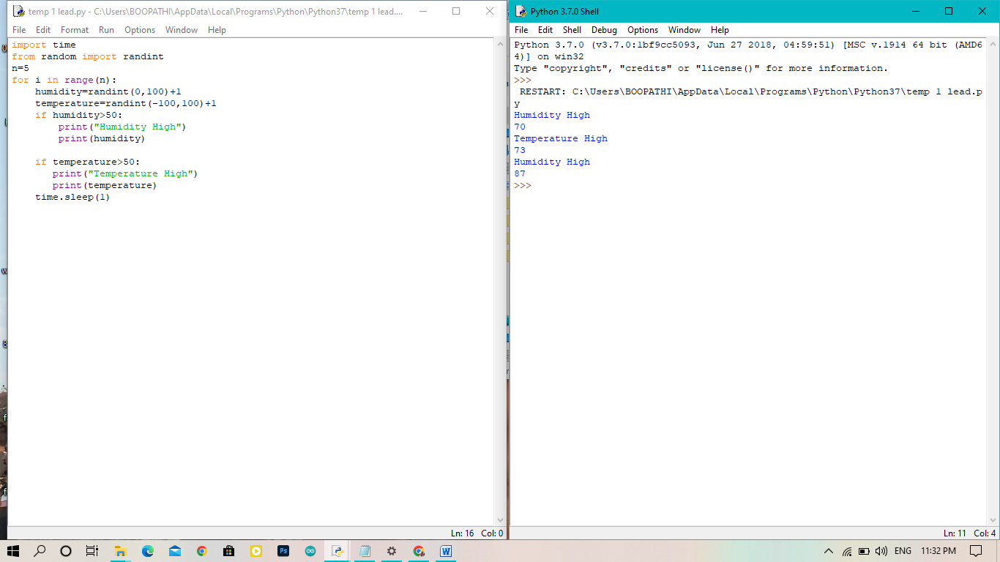 temp 1 lead.py - C:\Users\BOOPATHI\AppData\Local\Programs\Python\Python37\temp 1 lead....
File Edit Format Run Options Window Help
import time
from random import randint
n=5
for i in range(n):
    humidity=randint(0,100)+1
    temperature=randint(-100,100)+1
    if humidity>50:
        print("Humidity High")
        print(humidity)

    if temperature>50:
       print("Temperature High")
       print(temperature)
    time.sleep(1)
Ln: 16 Col: 0
Python 3.7.0 Shell
File Edit Shell Debug Options Window Help
Python 3.7.0 (v3.7.0:1bf9cc5093, Jun 27 2018, 04:59:51) [MSC v.1914 64 bit (AMD6
4)] on win32
Type "copyright", "credits" or "license()" for more information.
>>>
 RESTART: C:\Users\BOOPATHI\AppData\Local\Programs\Python\Python37\temp 1 lead.p
y
Humidity High
70
Temperature High
73
Humidity High
87
>>>
Ln: 11 Col: 4
Ps
W
ENG
11:32 PM